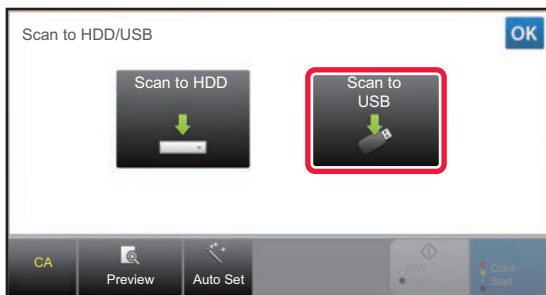 Scan to HDD/USB
OK
Scan to HDD
Scan to
USB
CA
Preview
Auto Set
B/W
Color
Start